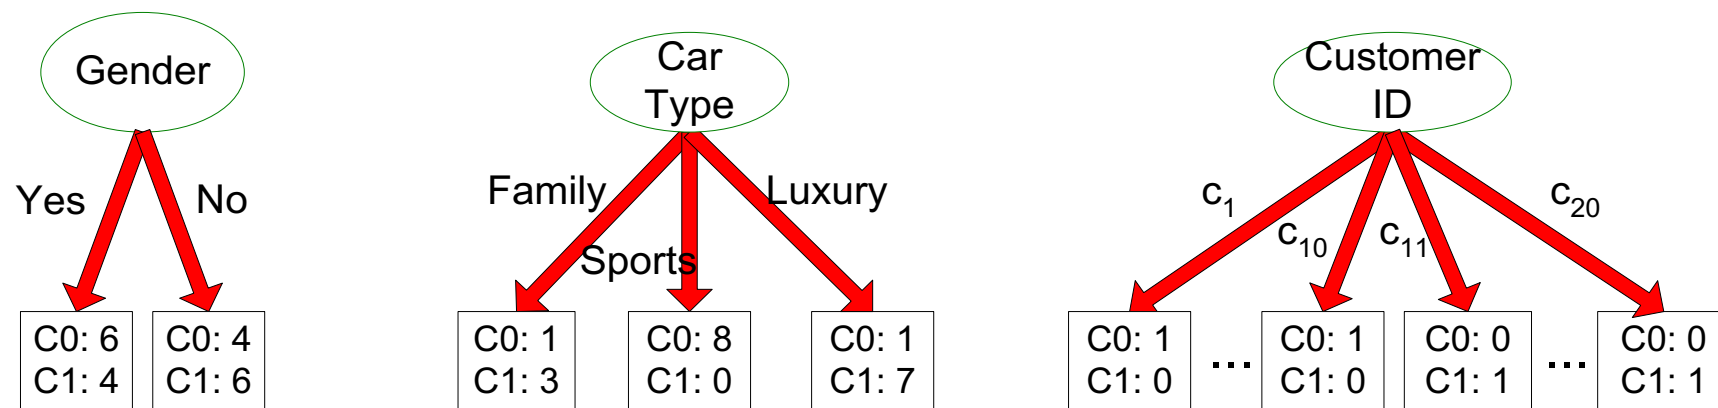 Gender
Yes
No
C0: 6
C1: 4
C0: 4
C1: 6
Car
Type
Family
Sports
Luxury
C0: 1
C1: 3
C0: 8
C1: 0
C0: 1
C1: 7
Customer
ID
c₁
c₁₀
c₁₁
c₂₀
C0: 1
C1: 0
...
C0: 1
C1: 0
C0: 0
C1: 1
...
C0: 0
C1: 1